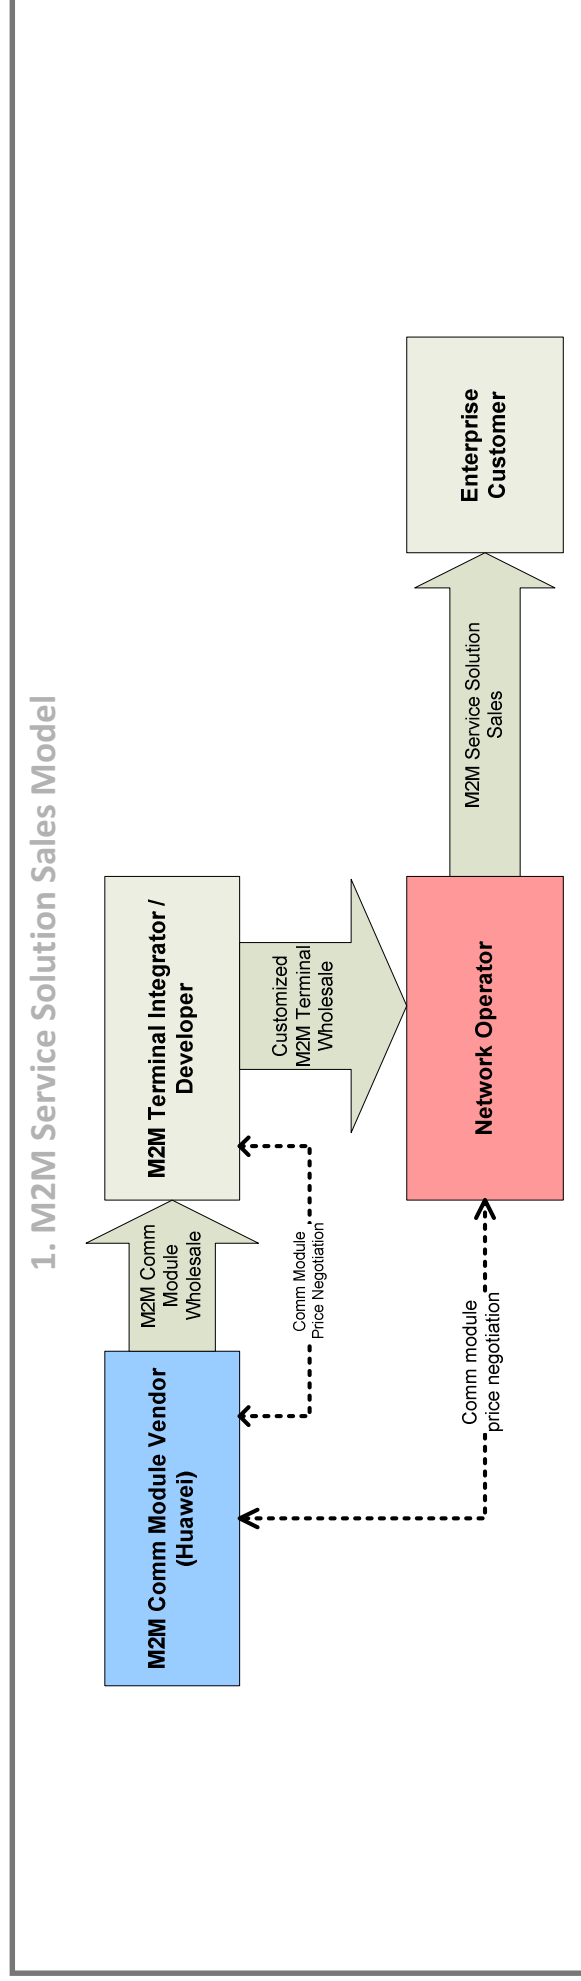 1. M2M Service Solution Sales Model
M2M Comm Module Vendor
(Huawei)
M2M Comm
Module
Wholesale
M2M Terminal Integrator /
Developer
Comm Module
Price Negotiation
Customized
M2M Terminal
Wholesale
Comm module
price negotiation
Network Operator
M2M Service Solution
Sales
Enterprise
Customer